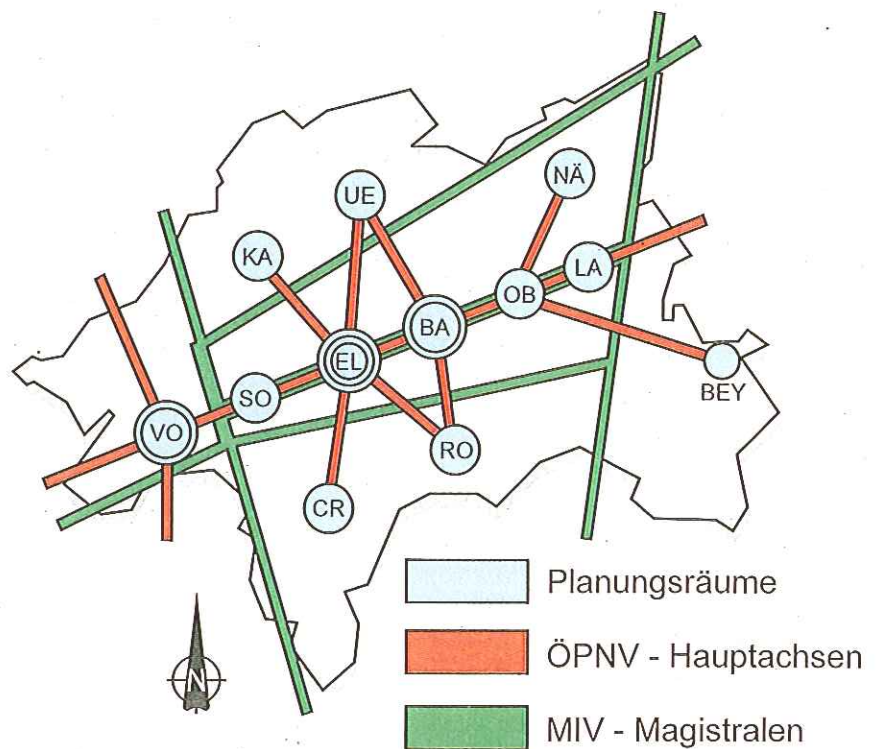 NÄ
UE
KA
LA
OB
BA
EL
BEY
SO
VO
RO
CR
Planungsräume
ÖPNV - Hauptachsen
MIV - Magistralen
N